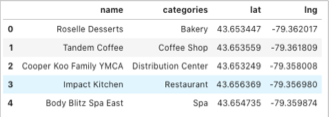 name categories lat lng
0 Roselle Desserts Bakery 43.653447 -79.362017
1 Tandem Coffee Coffee Shop 43.653559 -79.361809
2 Cooper Koo Family YMCA Distribution Center 43.653249 -79.358008
3 Impact Kitchen Restaurant 43.656369 -79.356980
4 Body Blitz Spa East Spa 43.654735 -79.359874